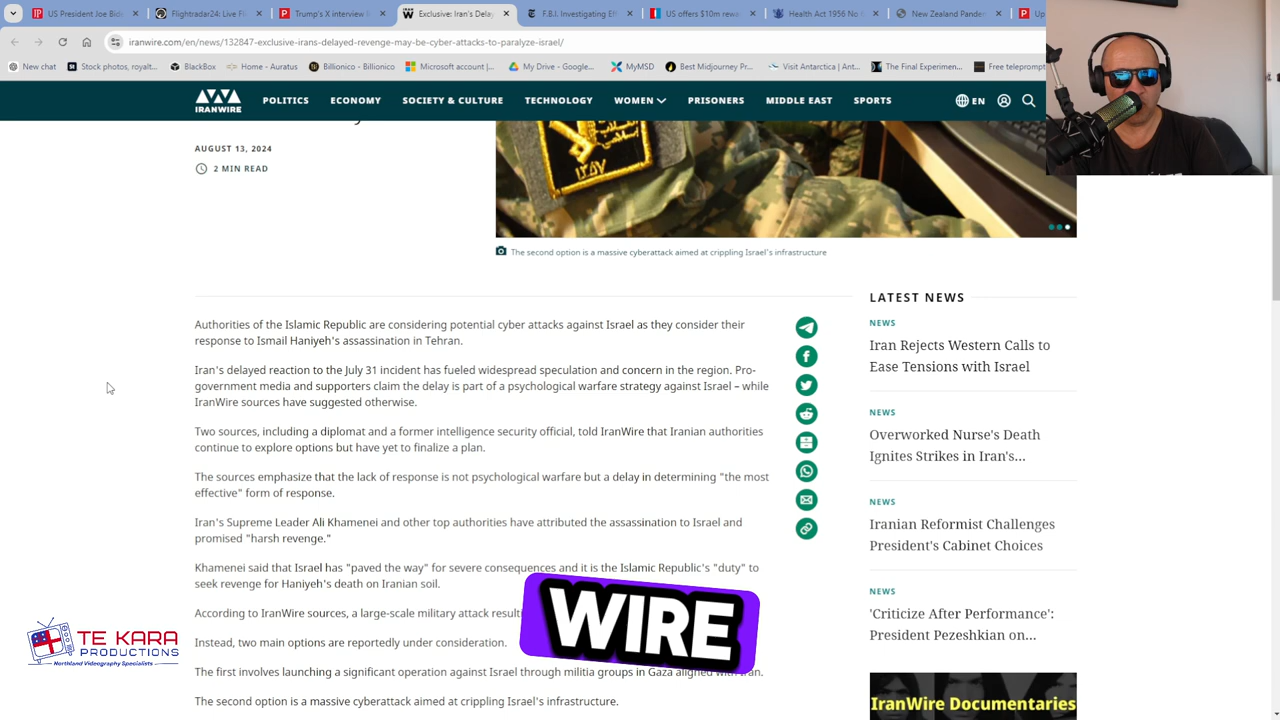 US President Joe Bid
Flightradar24: Live Fl
Trump's X interview
Exclusive: Iran's Dela
F.B.I. Investigating Ef
US offers $10m rewa
Health Act 1956 No
New Zealand Pandem
Up
iranwire.com/en/news/132847-exclusive-irans-delayed-revenge-may-be-cyber-attacks-to-paralyze-israel/
New chat
Stock photos, royalt...
BlackBox
Home - Auratus
Billionico - Billionico
Microsoft account |...
My Drive - Google...
MyMSD
Best Midjourney Pr...
Visit Antarctica | Ant...
The Final Experimen...
Free teleprompt
IRANWIRE
POLITICS
ECONOMY
SOCIETY & CULTURE
TECHNOLOGY
WOMEN
PRISONERS
MIDDLE EAST
SPORTS
EN
AUGUST 13, 2024
2 MIN READ
۱۳۵۷
The second option is a massive cyberattack aimed at crippling Israel's infrastructure
Authorities of the Islamic Republic are considering potential cyber attacks against Israel as they consider their
response to Ismail Haniyeh's assassination in Tehran.
Iran's delayed reaction to the July 31 incident has fueled widespread speculation and concern in the region. Pro-
government media and supporters claim the delay is part of a psychological warfare strategy against Israel – while
IranWire sources have suggested otherwise.
Two sources, including a diplomat and a former intelligence security official, told IranWire that Iranian authorities
continue to explore options but have yet to finalize a plan.
The sources emphasize that the lack of response is not psychological warfare but a delay in determining "the most
effective" form of response.
Iran's Supreme Leader Ali Khamenei and other top authorities have attributed the assassination to Israel and
promised "harsh revenge."
Khamenei said that Israel has "paved the way" for severe consequences and it is the Islamic Republic's "duty" to
seek revenge for Haniyeh's death on Iranian soil.
According to IranWire sources, a large-scale military attack result
Instead, two main options are reportedly under consideration.
The first involves launching a significant operation against Israel through militia groups in Gaza aligned with Iran.
The second option is a massive cyberattack aimed at crippling Israel's infrastructure.
LATEST NEWS
NEWS
Iran Rejects Western Calls to
Ease Tensions with Israel
NEWS
Overworked Nurse's Death
Ignites Strikes in Iran's...
NEWS
Iranian Reformist Challenges
President's Cabinet Choices
NEWS
'Criticize After Performance':
President Pezeshkian on...
IranWire Documentaries
WIRE
TE KARA
PRODUCTIONS
Northland Videography Specialists